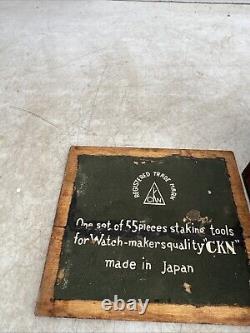 REGISTERED TRADE MARK
CKN
One set of 55 pieces staking tools
for Watch-makers quality "CKN"
made in Japan